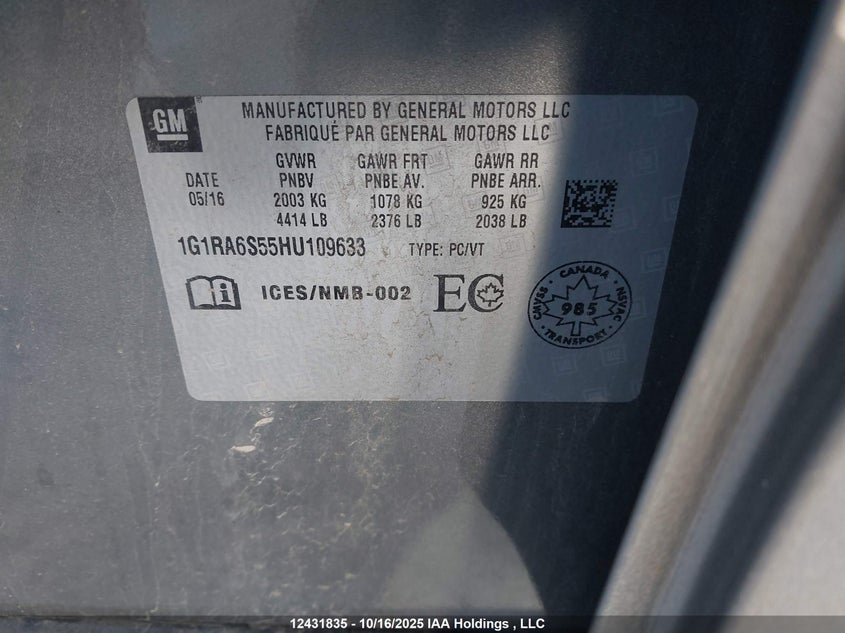 GM
MANUFACTURED BY GENERAL MOTORS LLC
FABRIQUÉ PAR GENERAL MOTORS LLC
GVWR GAWR FRT GAWR RR
DATE PNBV PNBE AV. PNBE ARR.
05/16 2003 KG 1078 KG 925 KG
4414 LB 2376 LB 2038 LB
1G1RA6S55HU109633 TYPE: PC/VT
ICES/NMB-002 EC
CANADA
CMVSS 985 NSVAC
TRANSPORT
12431835 - 10/16/2025 IAA Holdings , LLC